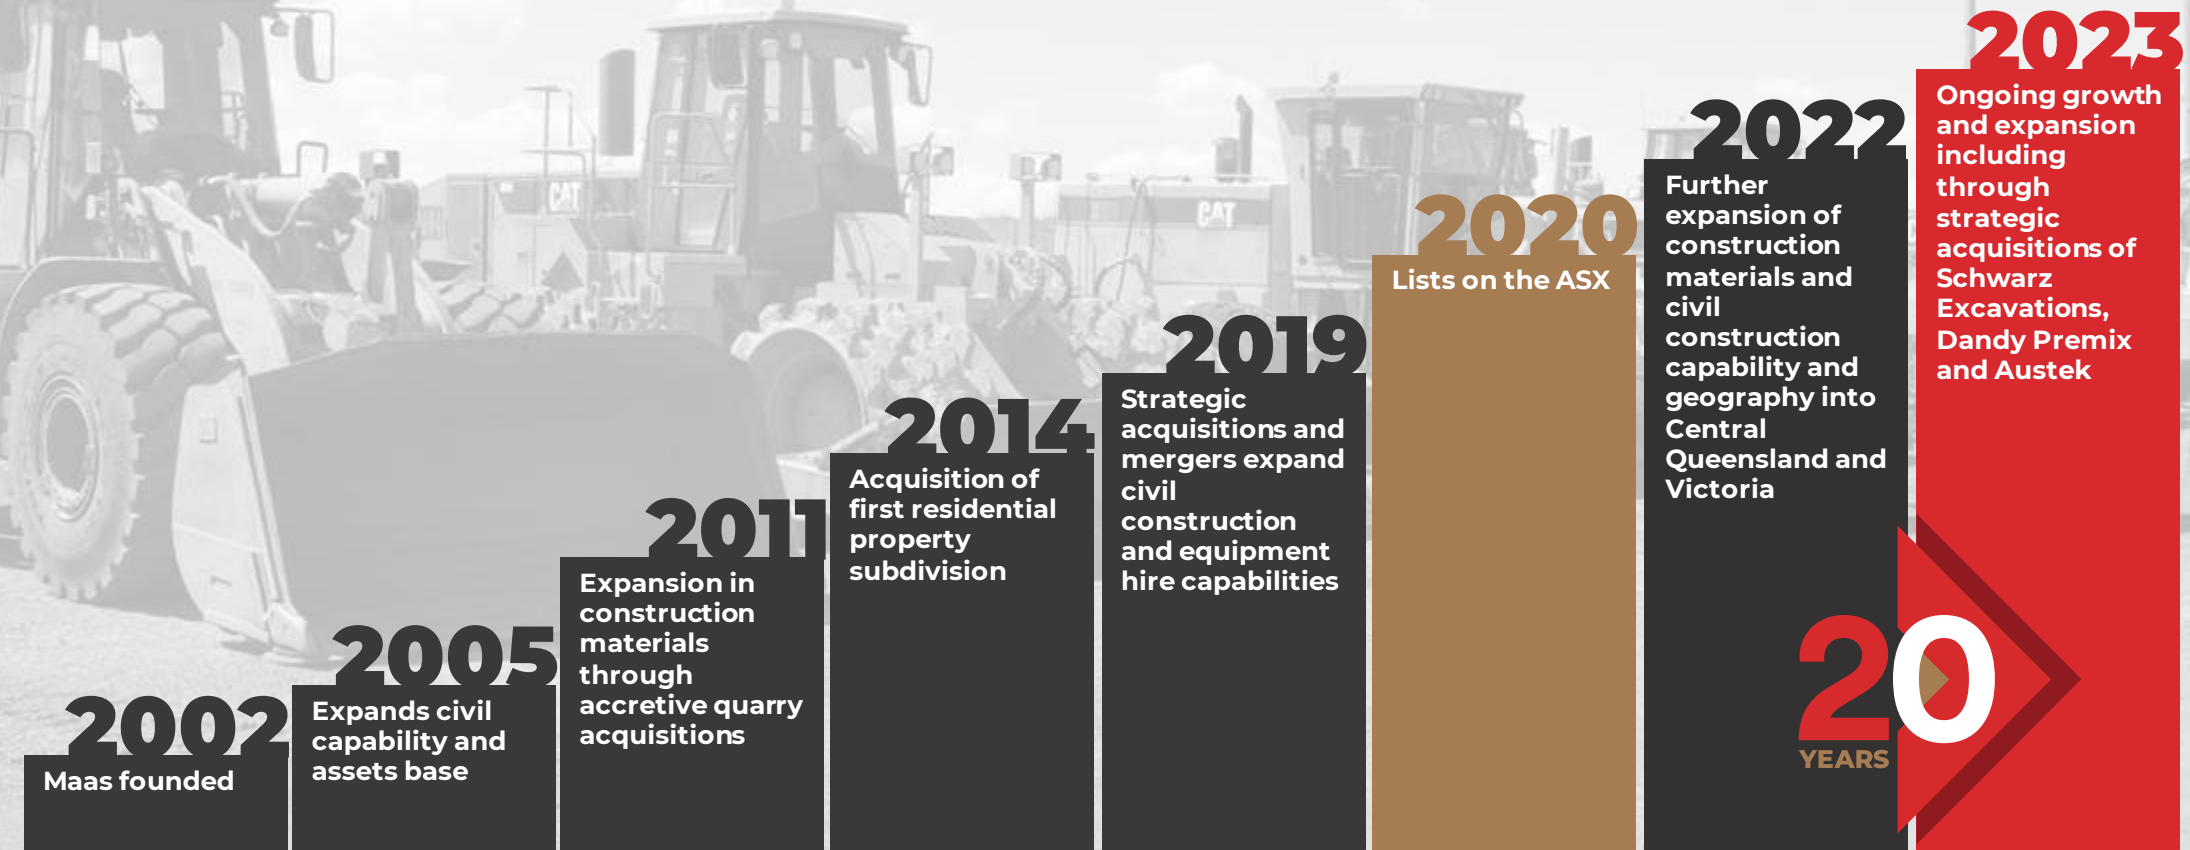 2002
Maas founded
2005
Expands civil
capability and
assets base
2011
Expansion in
construction
materials
through
accretive quarry
acquisitions
2014
Acquisition of
first residential
property
subdivision
2019
Strategic
acquisitions and
mergers expand
civil
construction
and equipment
hire capabilities
2020
Lists on the ASX
2022
Further
expansion of
construction
materials and
civil
construction
capability and
geography into
Central
Queensland and
Victoria
2023
Ongoing growth
and expansion
including
through
strategic
acquisitions of
Schwarz
Excavations,
Dandy Premix
and Austek
20
YEARS
CAT
CAT